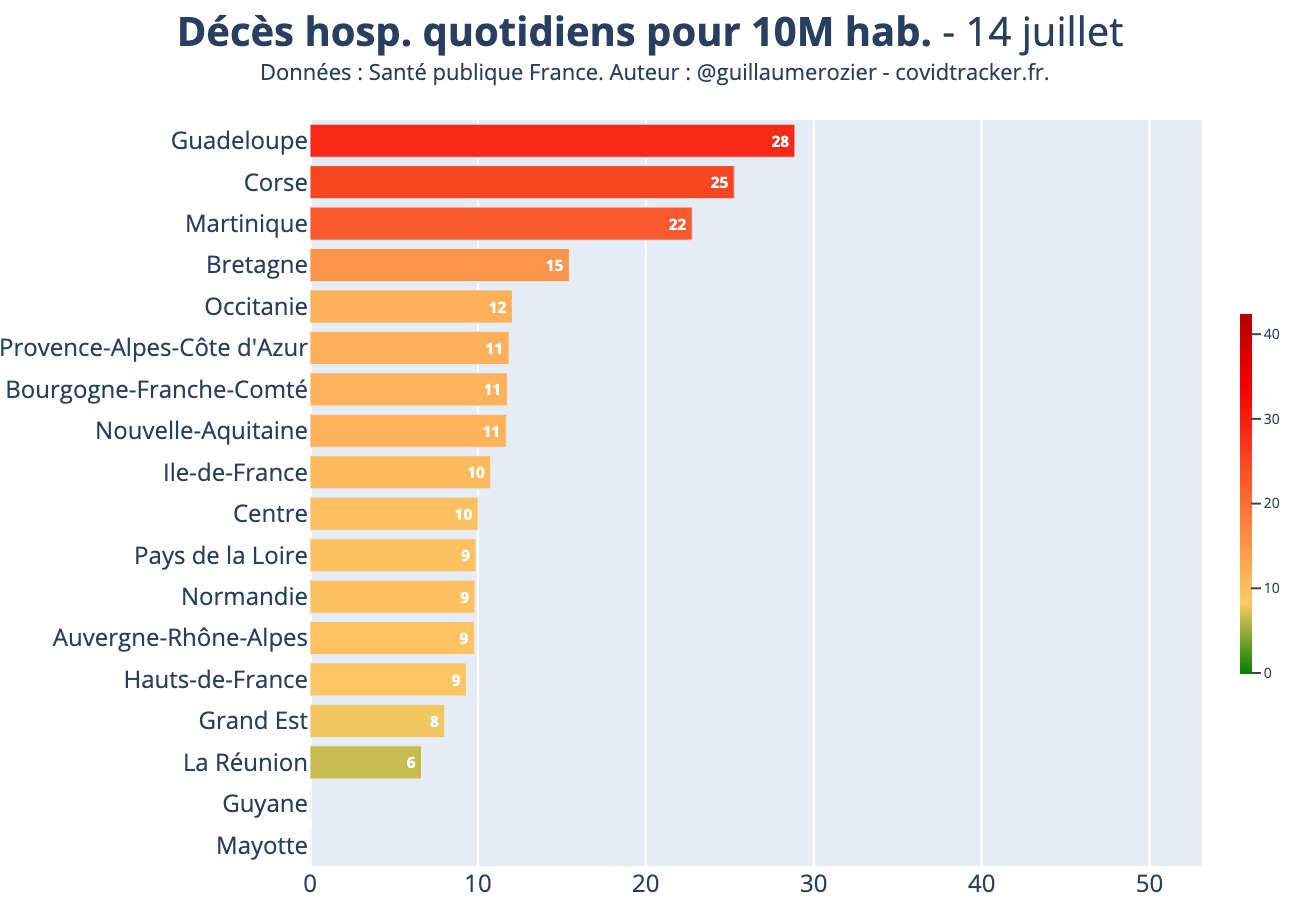 Décès hosp. quotidiens pour 10M hab. - 14 juillet
Données : Santé publique France. Auteur : @guillaumerozier - covidtracker.fr.
Guadeloupe 28
Corse 25
Martinique 22
Bretagne 15
Occitanie 12
Provence-Alpes-Côte d'Azur 11
Bourgogne-Franche-Comté 11
Nouvelle-Aquitaine 11
Ile-de-France 10
Centre 10
Pays de la Loire 9
Normandie 9
Auvergne-Rhône-Alpes 9
Hauts-de-France 9
Grand Est 8
La Réunion 6
Guyane
Mayotte
0 10 20 30 40 50
40
30
20
10
0